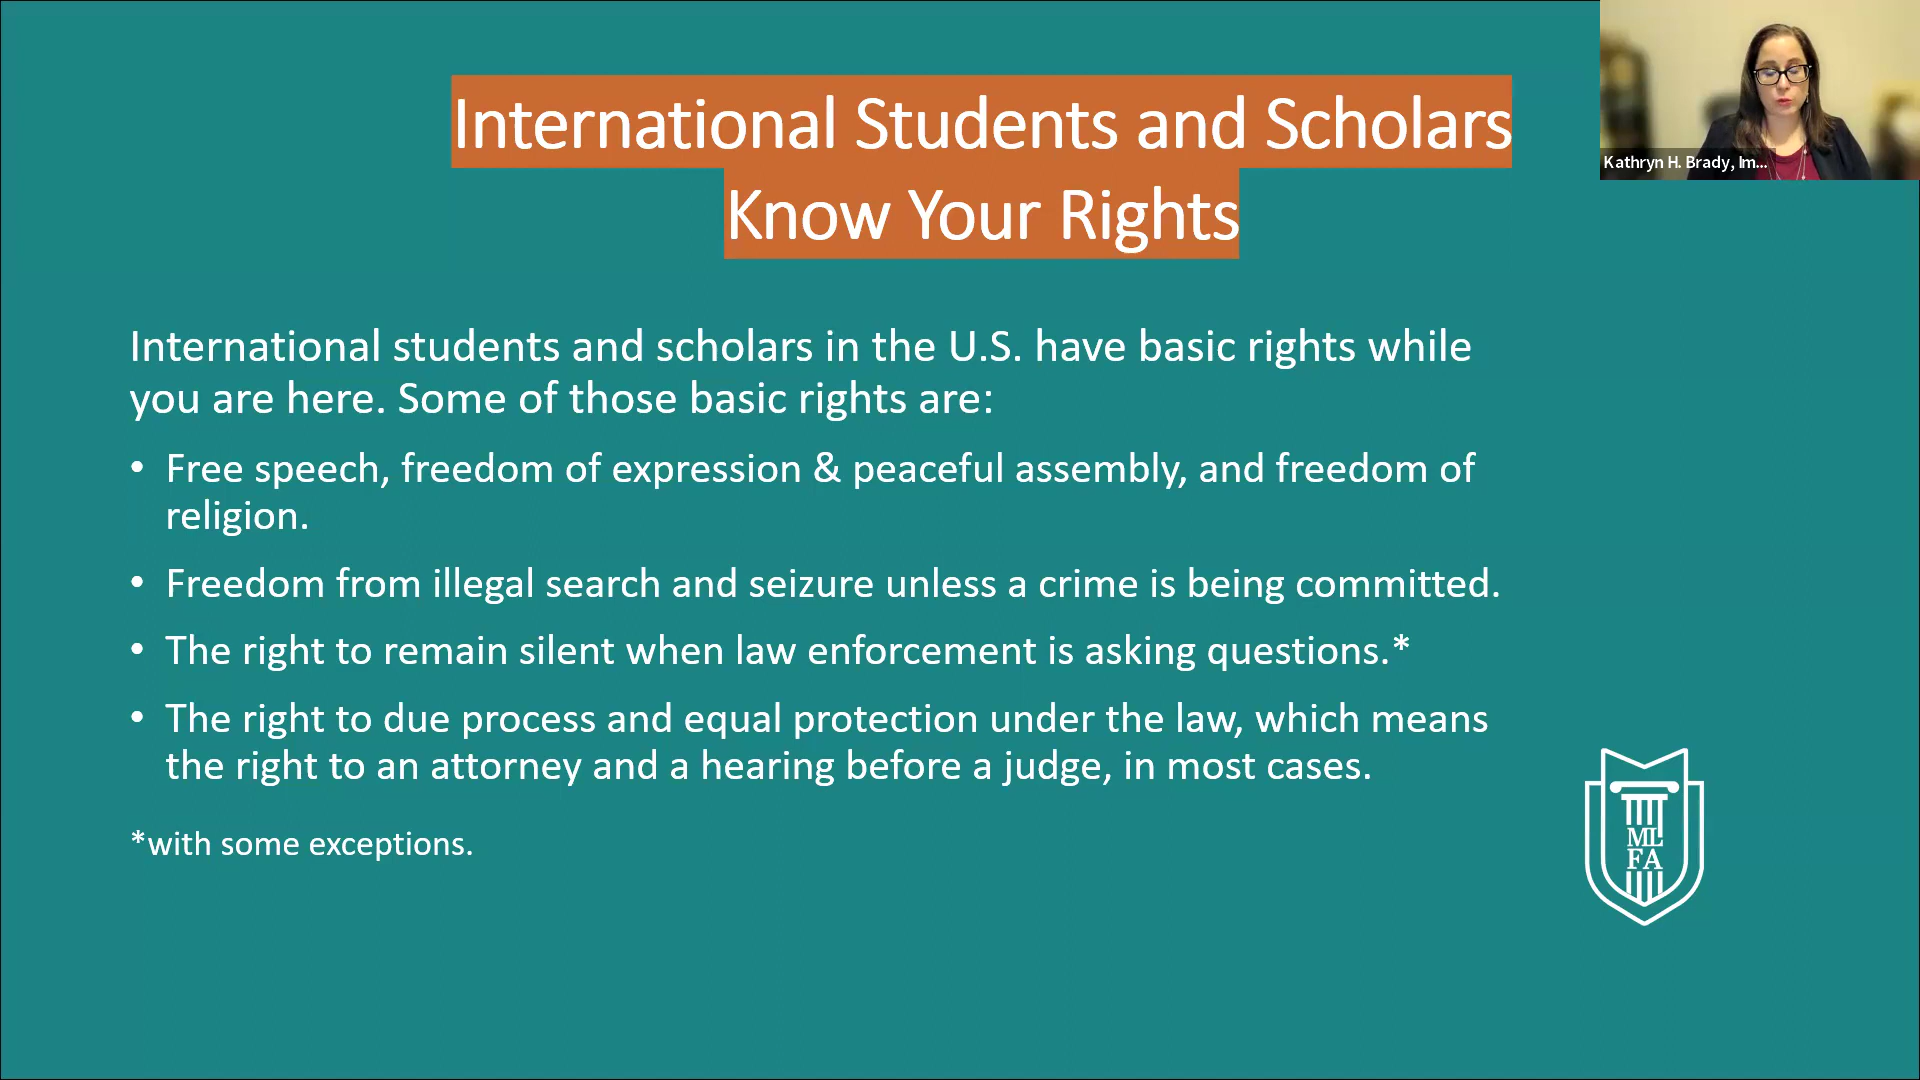 International Students and Scholars
Know Your Rights
Kathryn H. Brady, Im...
International students and scholars in the U.S. have basic rights while
you are here. Some of those basic rights are:
• Free speech, freedom of expression & peaceful assembly, and freedom of
religion.
• Freedom from illegal search and seizure unless a crime is being committed.
• The right to remain silent when law enforcement is asking questions.*
• The right to due process and equal protection under the law, which means
the right to an attorney and a hearing before a judge, in most cases.
*with some exceptions.
ML
FA